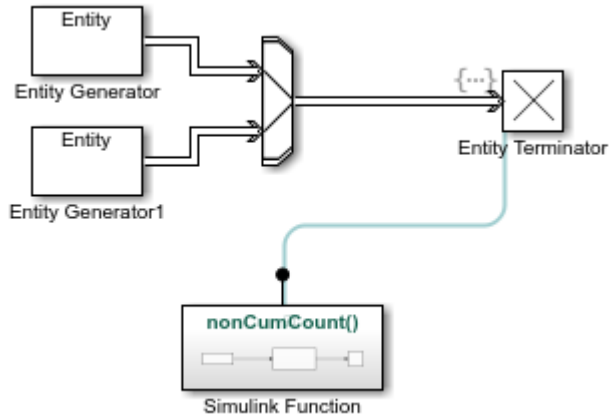 Entity
Entity Generator
Entity
Entity Generator1
{...}
Entity Terminator
nonCumCount()
Simulink Function